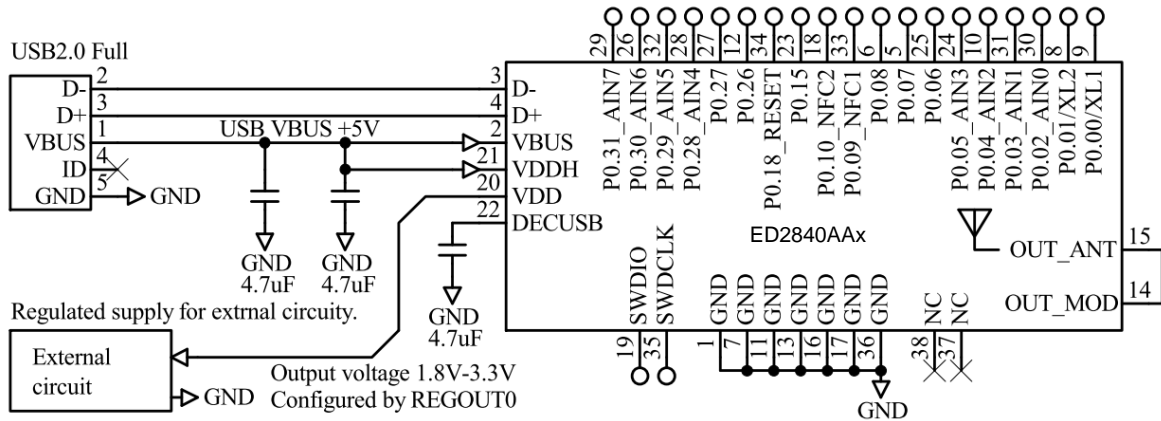 29 26 32 28 27 12 34 23 18 33 6 5 25 24 10 31 30 8 9
P0.31_AIN7
P0.30_AIN6
P0.29_AIN5
P0.28_AIN4
P0.27
P0.26
P0.18_RESET
P0.15
P0.10_NFC2
P0.09_NFC1
P0.08
P0.07
P0.06
P0.05_AIN3
P0.04_AIN2
P0.03_AIN1
P0.02_AIN0
P0.01/XL2
P0.00/XL1
USB2.0 Full
D- 2 3 D-
D+ 3 4 D+
VBUS 1 USB VBUS +5V 2 VBUS
ID 4 21 VDDH
GND 5 GND 20 VDD
22 DECUSB
GND
4.7uF
GND
4.7uF
GND
4.7uF
ED2840AAx
OUT_ANT 15
OUT_MOD 14
SWDIO
SWDCLK
GND
GND
GND
GND
GND
GND
GND
NC
NC
19 35 1 7 11 13 16 17 36 38 37
GND
Regulated supply for extrnal circuity.
External
circuit
GND
Output voltage 1.8V-3.3V
Configured by REGOUT0